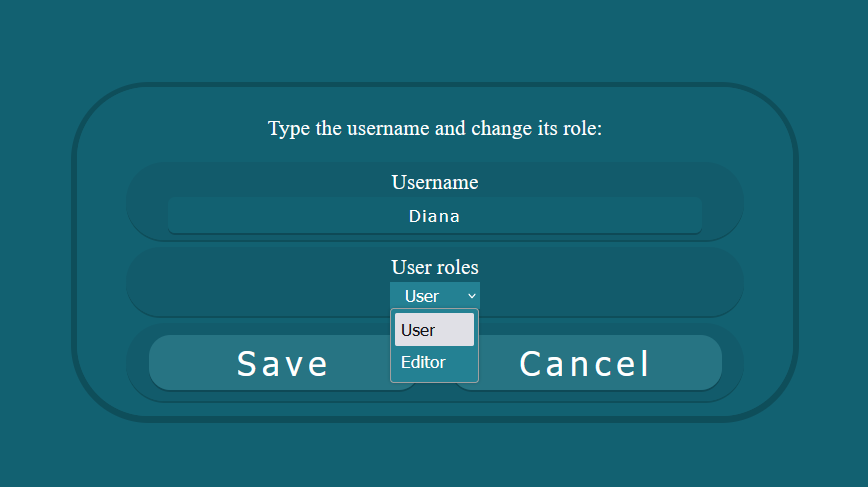 Type the username and change its role:
Username
Diana
User roles
User
User
Editor
Save Cancel